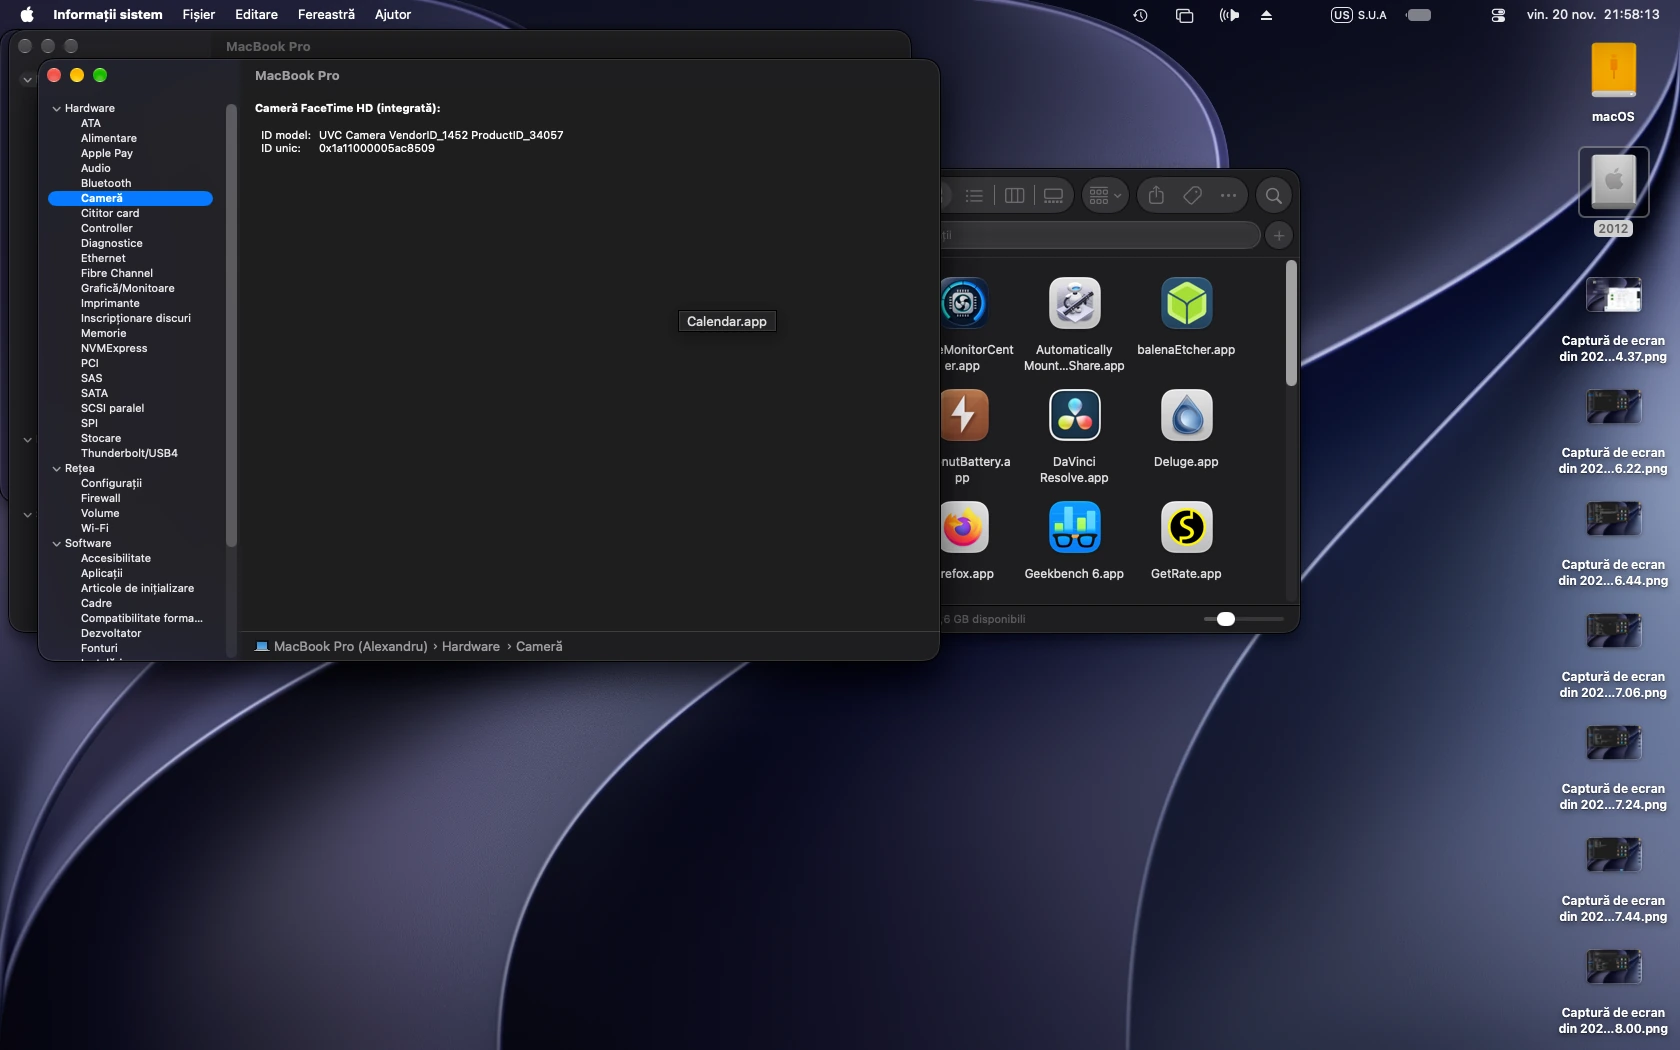 Informații sistem Fișier Editare Fereastră Ajutor
US S.U.A vin. 20 nov. 21:58:13
MacBook Pro
MacBook Pro
Hardware
ATA
Alimentare
Apple Pay
Audio
Bluetooth
Cameră
Cititor card
Controller
Diagnostice
Ethernet
Fibre Channel
Grafică/Monitoare
Imprimante
Inscripționare discuri
Memorie
NVMExpress
PCI
SAS
SATA
SCSI paralel
SPI
Stocare
Thunderbolt/USB4
Rețea
Configurații
Firewall
Volume
Wi-Fi
Software
Accesibilitate
Aplicații
Articole de inițializare
Cadre
Compatibilitate forma...
Dezvoltator
Fonturi
Cameră FaceTime HD (integrată):
ID model: UVC Camera VendorID_1452 ProductID_34057
ID unic: 0x1a11000005ac8509
Calendar.app
MacBook Pro (Alexandru) › Hardware › Cameră
eMonitorCent
er.app
Automatically
Mount...Share.app
balenaEtcher.app
nutBattery.a
pp
DaVinci
Resolve.app
Deluge.app
refox.app
Geekbench 6.app
GetRate.app
,6 GB disponibili
macOS
2012
Captură de ecran
din 202...4.37.png
Captură de ecran
din 202...6.22.png
Captură de ecran
din 202...6.44.png
Captură de ecran
din 202...7.06.png
Captură de ecran
din 202...7.24.png
Captură de ecran
din 202...7.44.png
Captură de ecran
din 202...8.00.png